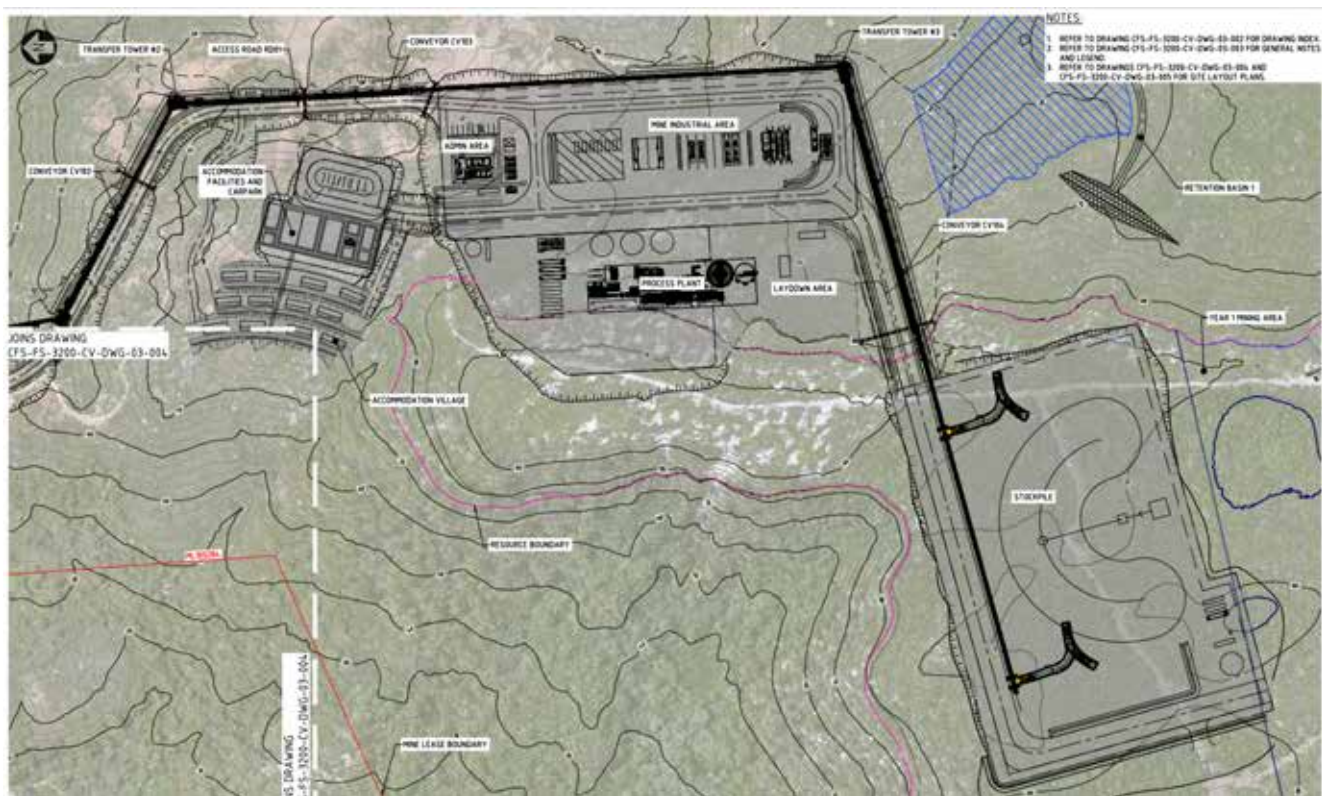 NOTES
1. REFER TO DRAWING CFS-FS-3200-CV-DWG-03-002 FOR DRAWING INDEX.
2. REFER TO DRAWING CFS-FS-3200-CV-DWG-03-003 FOR GENERAL NOTES
AND LEGEND.
3. REFER TO DRAWINGS CFS-FS-3200-CV-DWG-03-004 AND
CFS-FS-3200-CV-DWG-03-005 FOR SITE LAYOUT PLANS.
N
TRANSFER TOWER #2
ACCESS ROAD RD01
CONVEYOR CV103
TRANSFER TOWER #3
MINE INDUSTRIAL AREA
ADMIN AREA
CONVEYOR CV102
ACCOMMODATION
FACILITIES AND
CARPARK
RETENTION BASIN 1
CONVEYOR CV104
PROCESS PLANT
LAYDOWN AREA
YEAR 1 MINING AREA
JOINS DRAWING
CFS-FS-3200-CV-DWG-03-004
ACCOMMODATION VILLAGE
STOCKPILE
RESOURCE BOUNDARY
MINE LEASE BOUNDARY
NS DRAWING
-FS-3200-CV-DWG-03-004